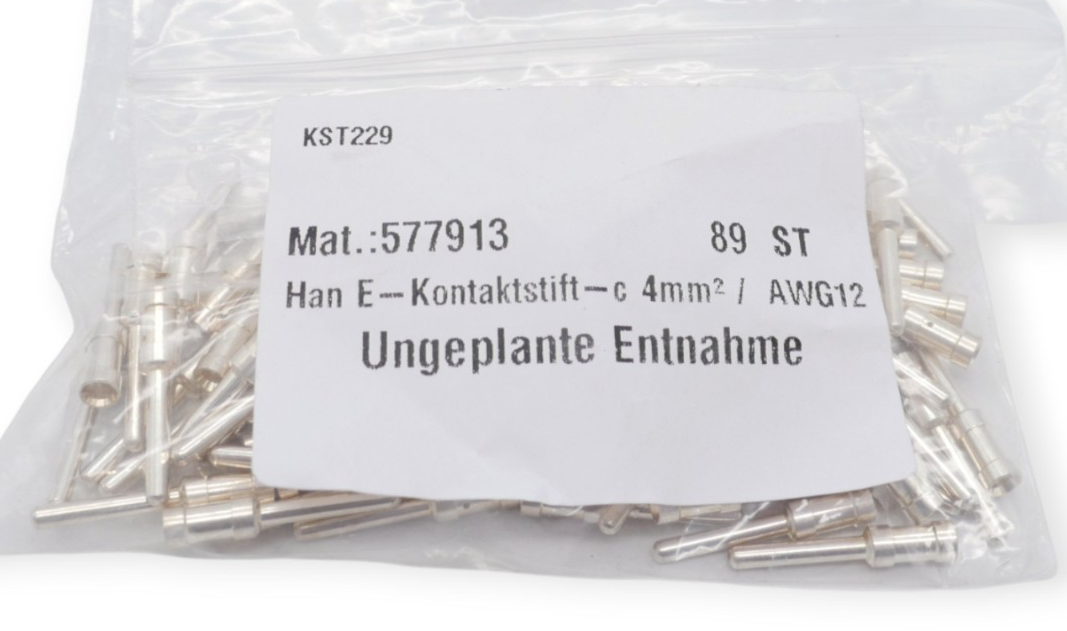 KST229
Mat.:577913 89 ST
Han E-Kontaktstift-c 4mm² / AWG12
Ungeplante Entnahme